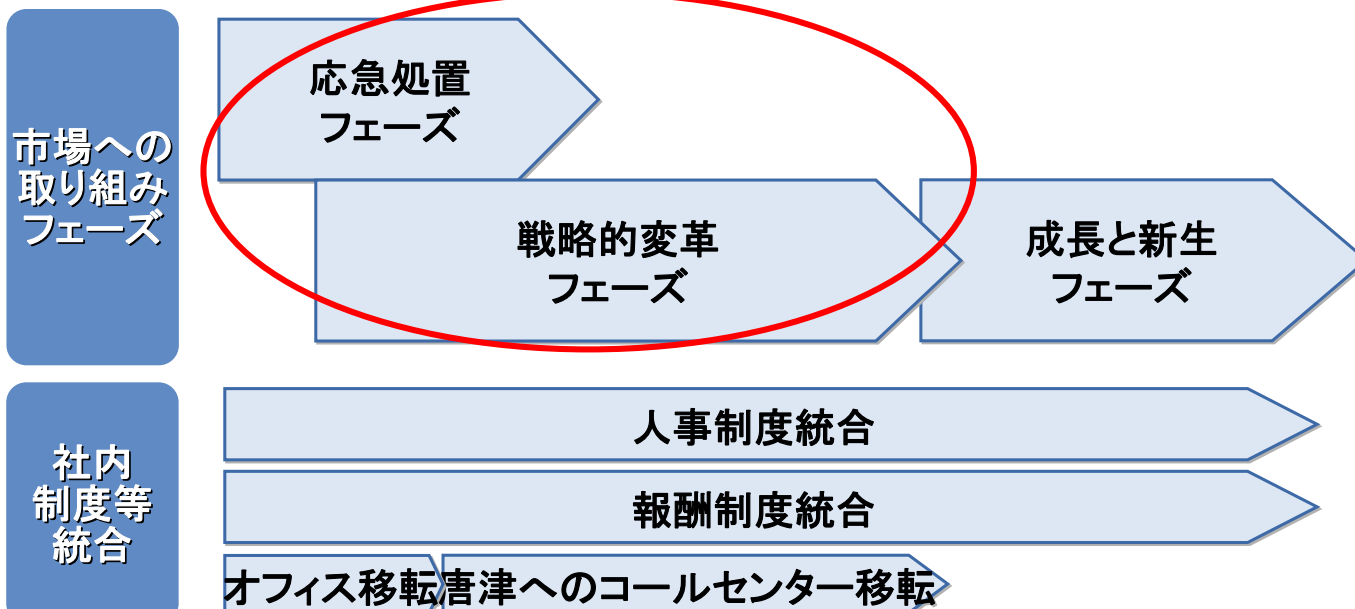 市場への
取り組み
フェーズ
応急処置
フェーズ
戦略的変革
フェーズ
成長と新生
フェーズ
社内
制度等
統合
人事制度統合
報酬制度統合
オフィス移転
唐津へのコールセンター移転